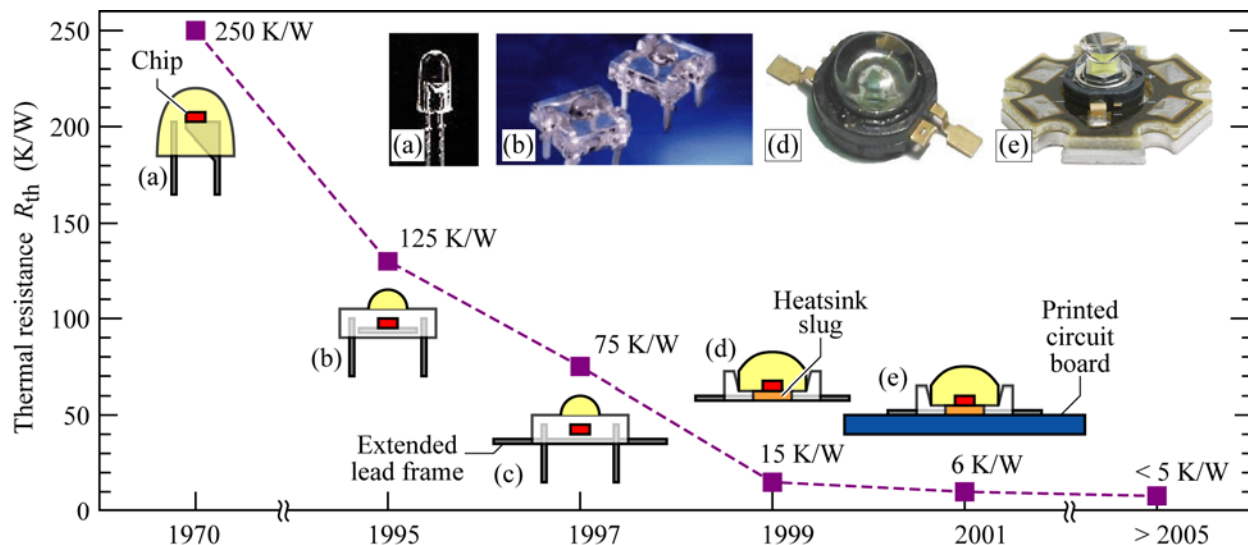 Thermal resistance Rth (K/W)
250
200
150
100
50
0
1970
1995
1997
1999
2001
> 2005
250 K/W
125 K/W
75 K/W
15 K/W
6 K/W
< 5 K/W
Chip
(a)
(b)
Extended
lead frame
(c)
(d)
Heatsink
slug
(e)
Printed
circuit
board
(a)
(b)
(d)
(e)